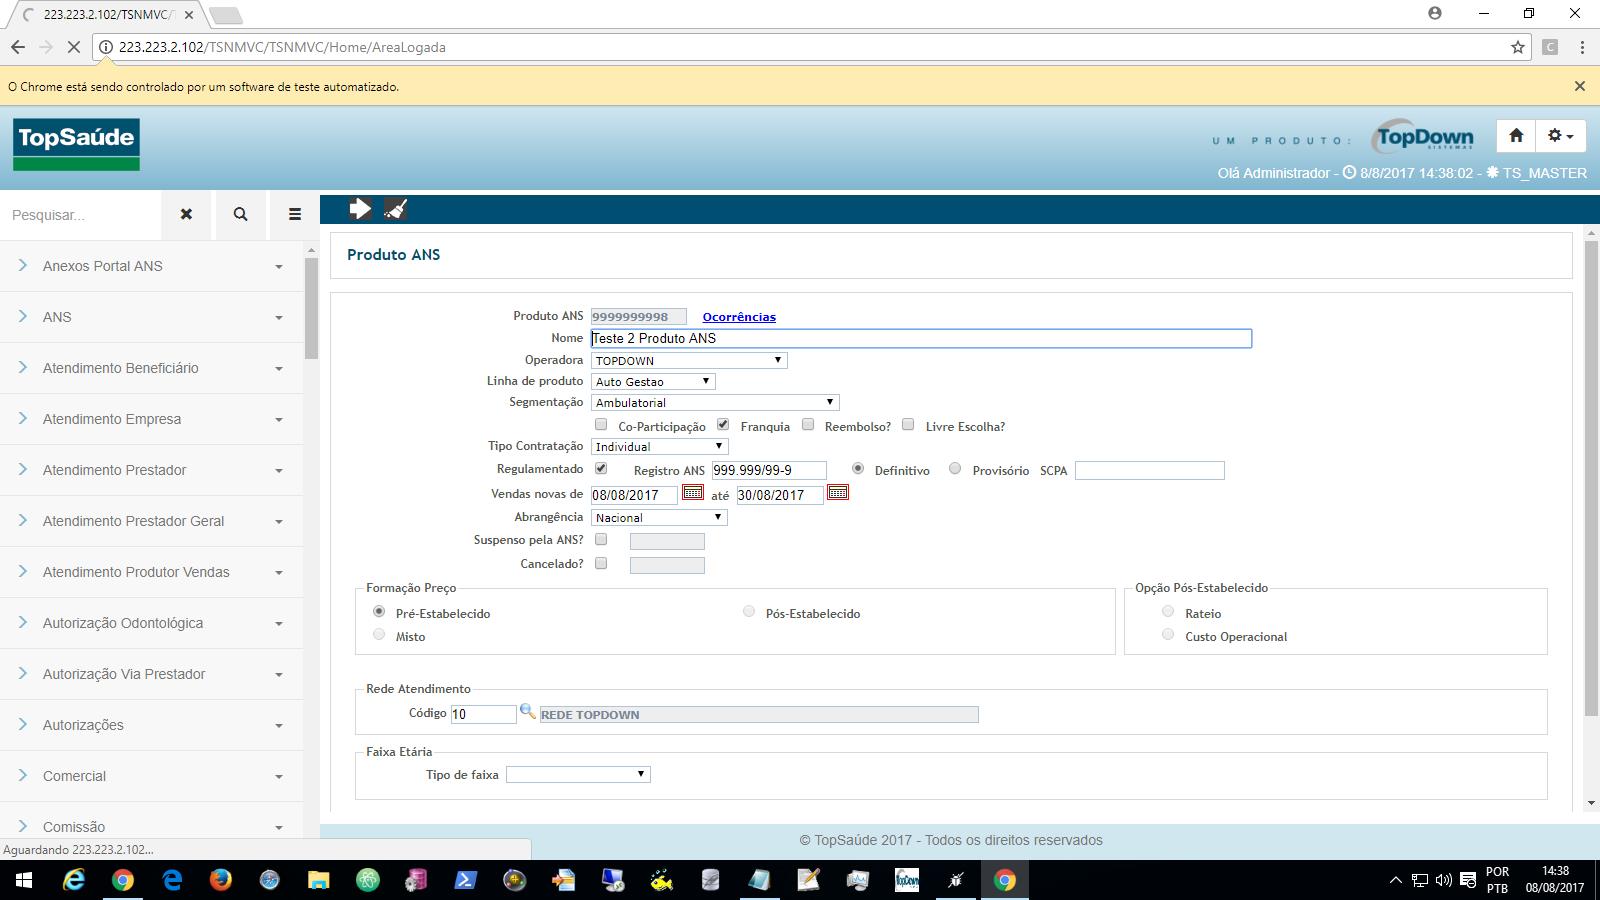 223.223.2.102/TSNMVC/T
223.223.2.102/TSNMVC/TSNMVC/Home/AreaLogada
O Chrome está sendo controlado por um software de teste automatizado.
TopSaúde
UM PRODUTO:
TopDown
SISTEMAS
Olá Administrador - 8/8/2017 14:38:02 - TS_MASTER
Pesquisar...
Anexos Portal ANS
ANS
Atendimento Beneficiário
Atendimento Empresa
Atendimento Prestador
Atendimento Prestador Geral
Atendimento Produtor Vendas
Autorização Odontológica
Autorização Via Prestador
Autorizações
Comercial
Comissão
Produto ANS
Produto ANS 9999999998 Ocorrências
Nome Teste 2 Produto ANS
Operadora TOPDOWN
Linha de produto Auto Gestao
Segmentação Ambulatorial
Co-Participação Franquia Reembolso? Livre Escolha?
Tipo Contratação Individual
Regulamentado Registro ANS 999.999/99-9 Definitivo Provisório SCPA
Vendas novas de 08/08/2017 até 30/08/2017
Abrangência Nacional
Suspenso pela ANS?
Cancelado?
Formação Preço
Pré-Estabelecido Pós-Estabelecido
Misto
Opção Pós-Estabelecido
Rateio
Custo Operacional
Rede Atendimento
Código 10 REDE TOPDOWN
Faixa Etária
Tipo de faixa
© TopSaúde 2017 - Todos os direitos reservados
Aguardando 223.223.2.102...
TopDown
POR
PTB
14:38
08/08/2017